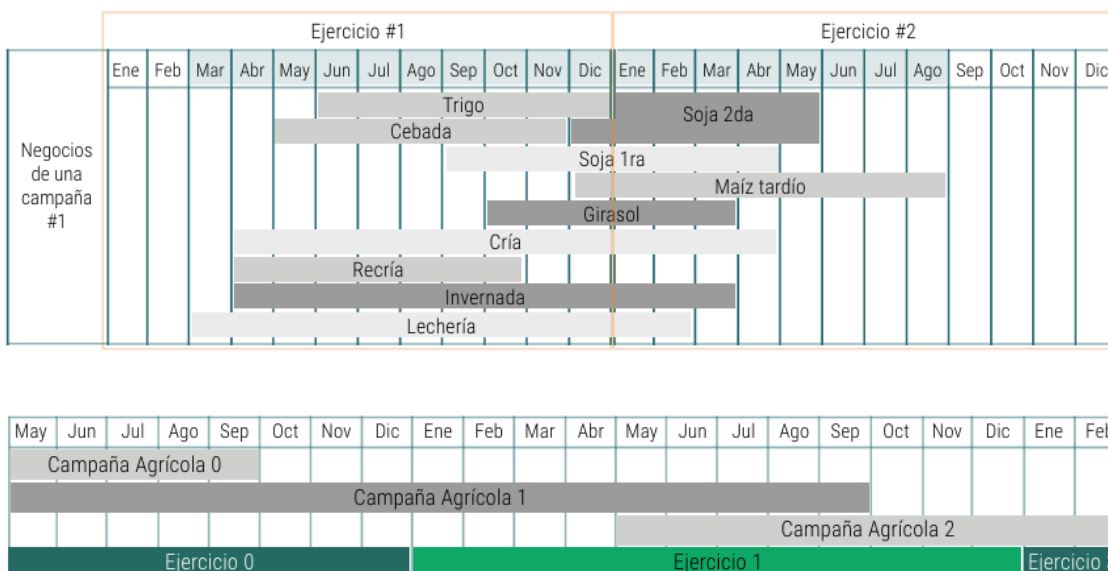 Ejercicio #1 Ejercicio #2
Ene Feb Mar Abr May Jun Jul Ago Sep Oct Nov Dic Ene Feb Mar Abr May Jun Jul Ago Sep Oct Nov Dic
Negocios
de una
campaña
#1
Trigo
Soja 2da
Cebada
Soja 1ra
Maíz tardío
Girasol
Cría
Recría
Invernada
Lechería
May Jun Jul Ago Sep Oct Nov Dic Ene Feb Mar Abr May Jun Jul Ago Sep Oct Nov Dic Ene Feb
Campaña Agrícola 0
Campaña Agrícola 1
Campaña Agrícola 2
Ejercicio 0 Ejercicio 1 Ejercicio